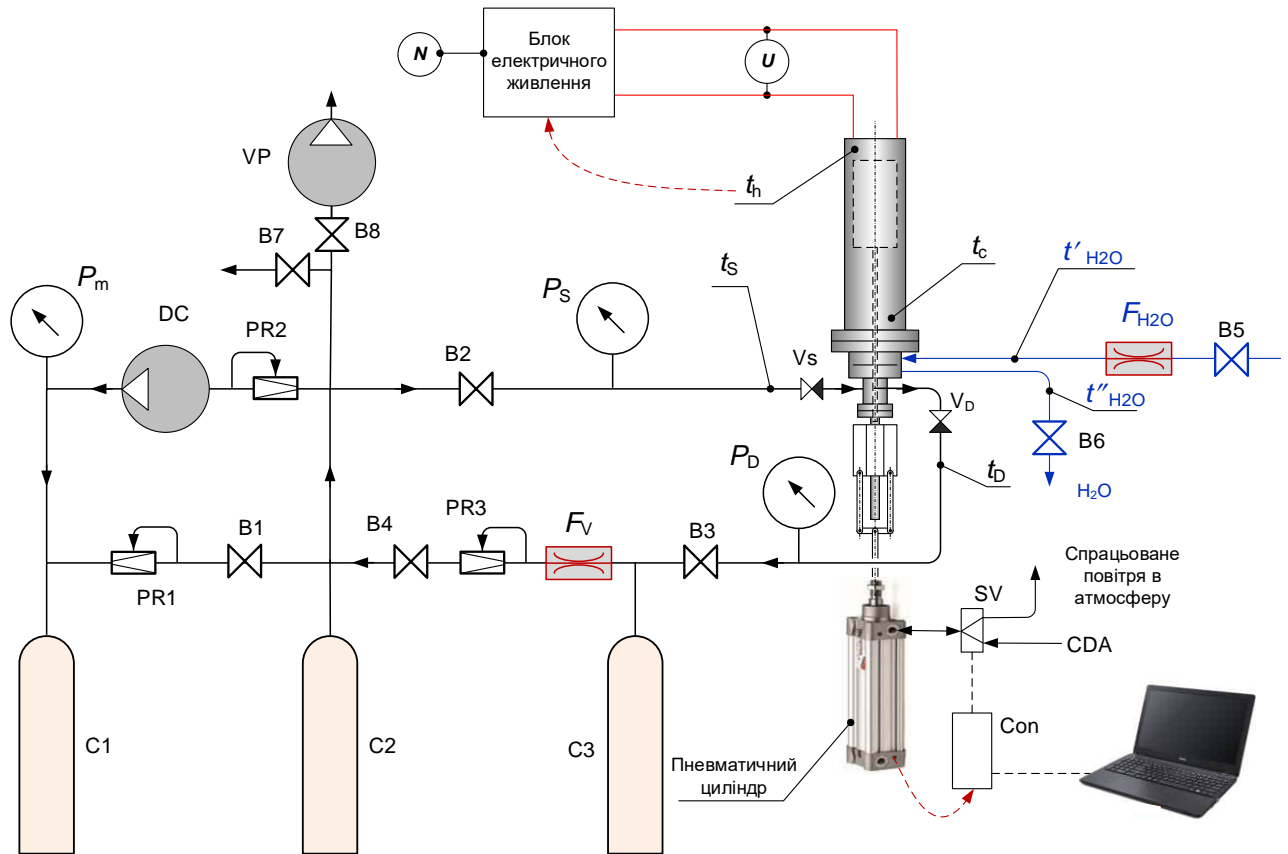 N
Блок
електричного
живлення
U
VP
th
B8
B7
tc
t′ H2O
Pm
PS
tS
FH2O
B5
DC
PR2
B2
Vs
VD
t″H2O
B6
PD
tD
H2O
PR1
B1
B4
PR3
FV
B3
Спрацьоване
повітря в
атмосферу
SV
CDA
C1
C2
C3
Con
Пневматичний
циліндр